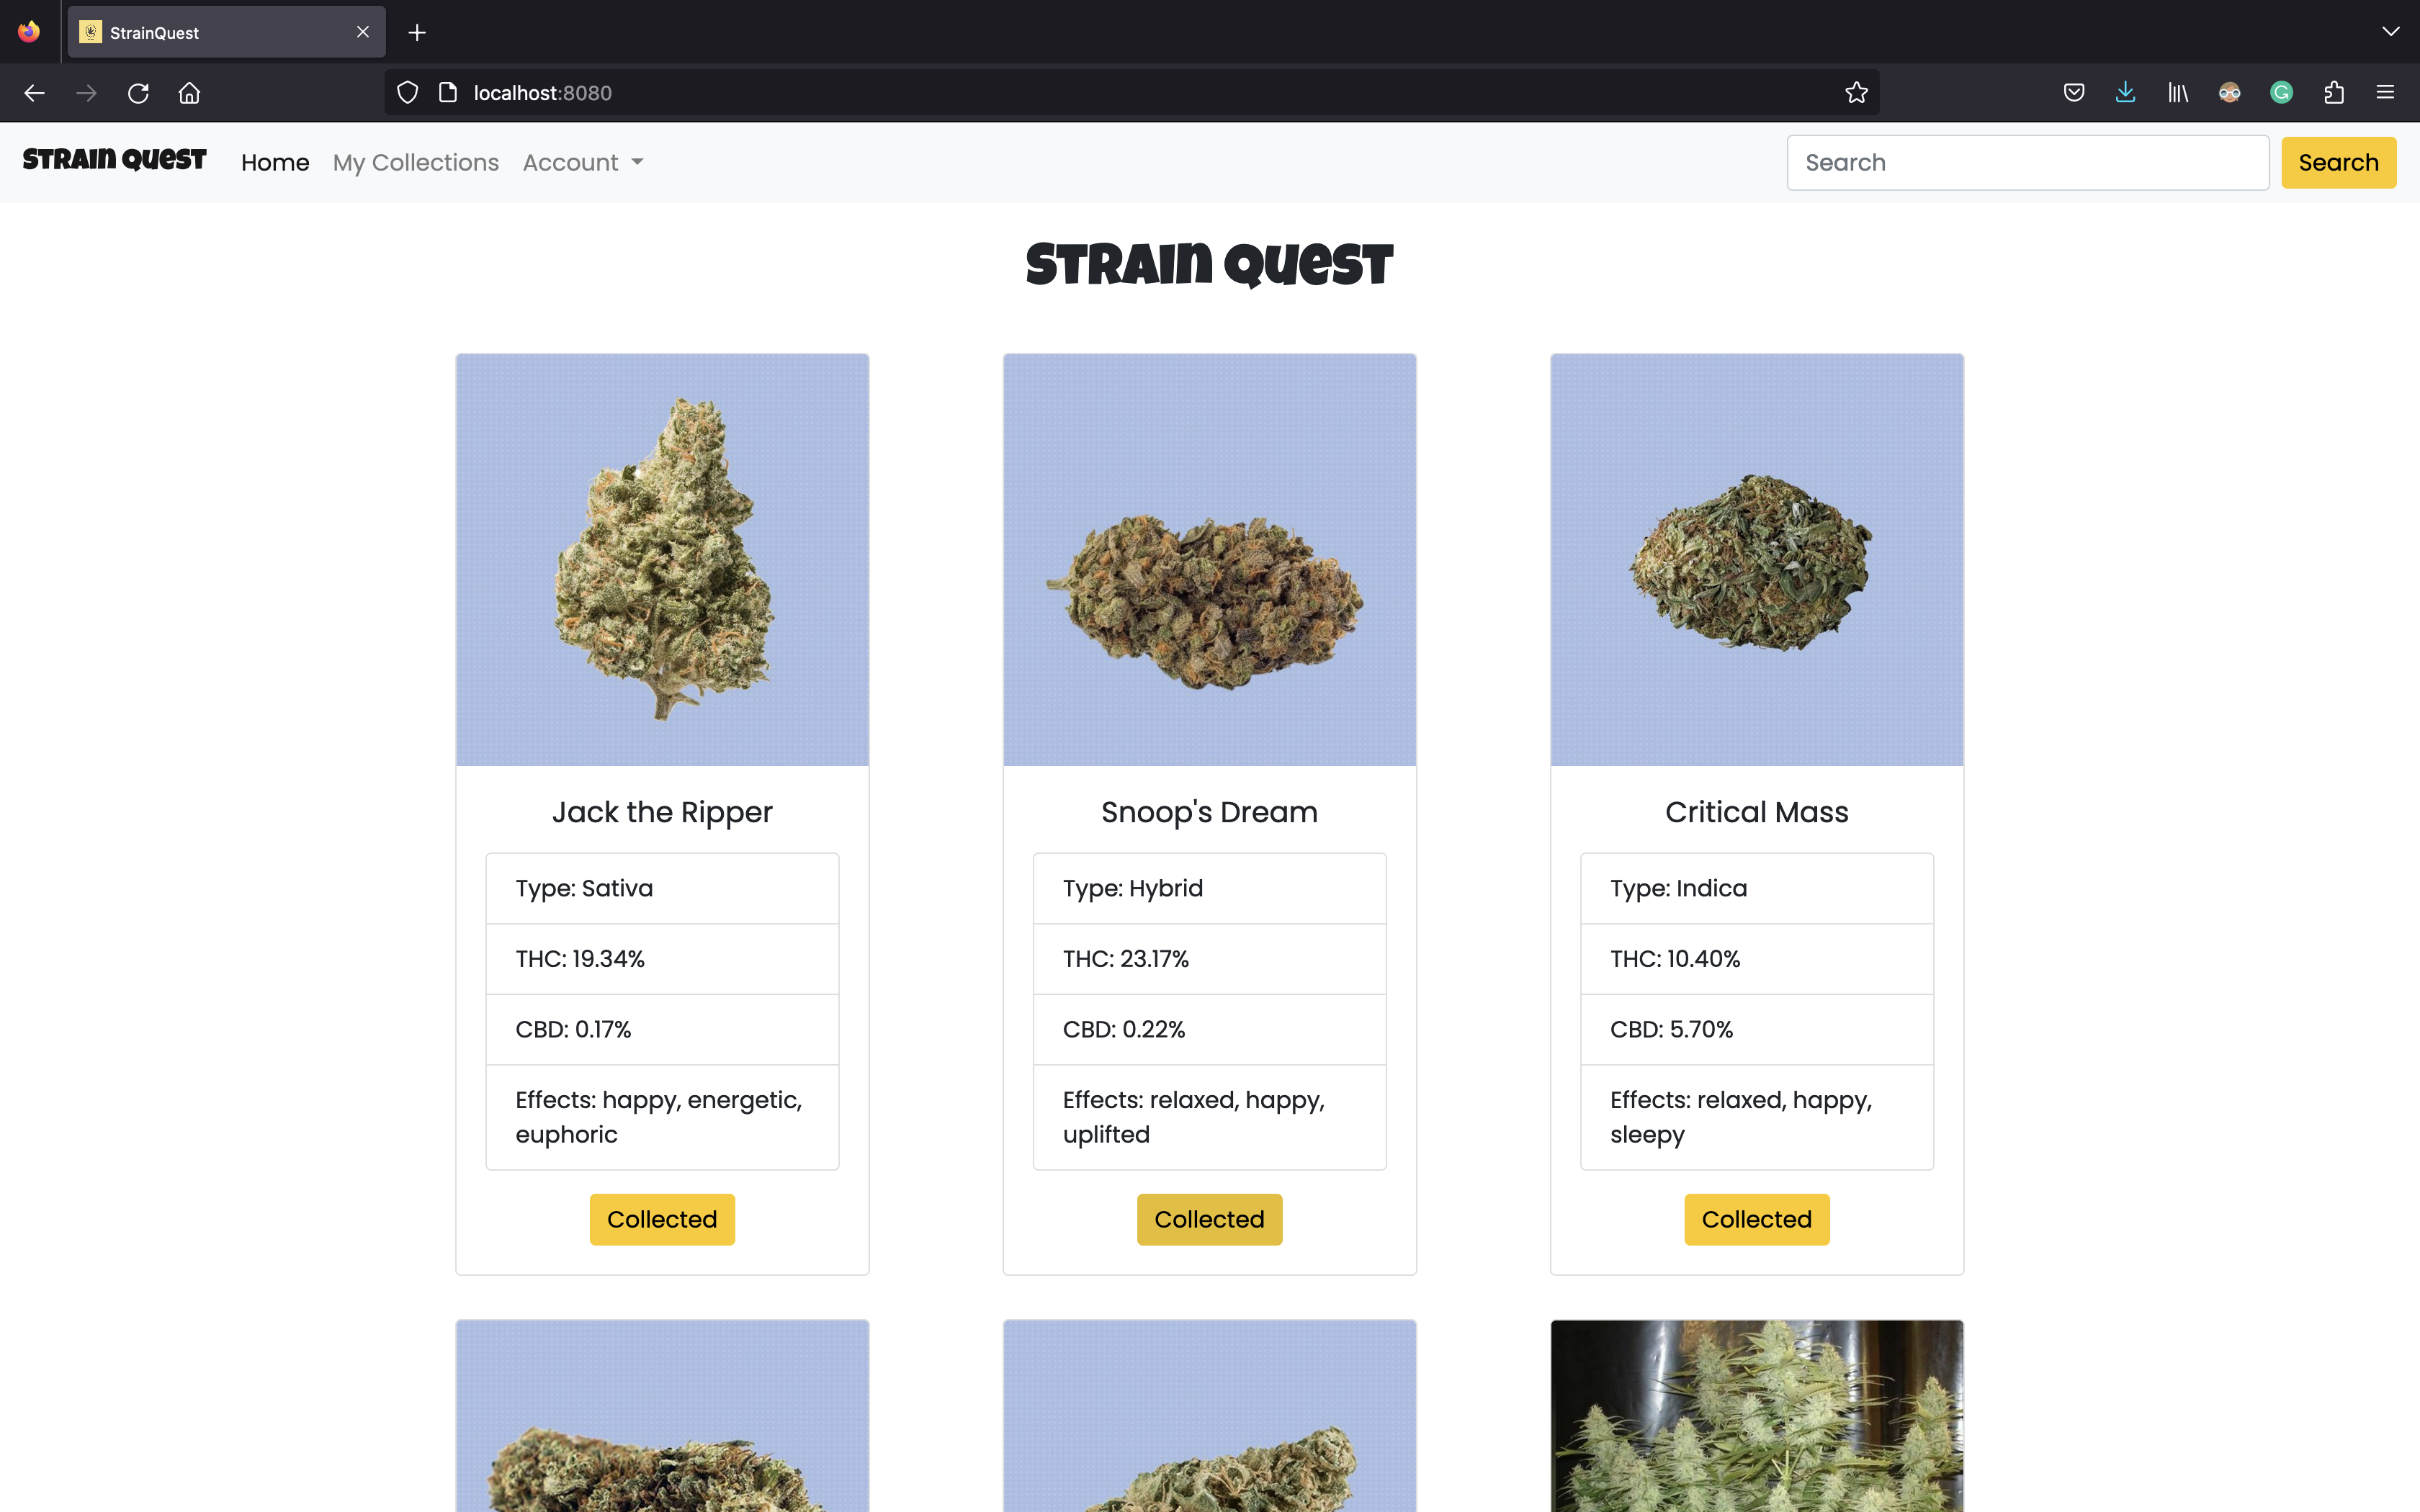 StrainQuest
localhost:8080
Strain Quest
Home
My Collections
Account
Search
Search
Strain Quest
Jack the Ripper
Type: Sativa
THC: 19.34%
CBD: 0.17%
Effects: happy, energetic,
euphoric
Collected
Snoop's Dream
Type: Hybrid
THC: 23.17%
CBD: 0.22%
Effects: relaxed, happy,
uplifted
Collected
Critical Mass
Type: Indica
THC: 10.40%
CBD: 5.70%
Effects: relaxed, happy,
sleepy
Collected